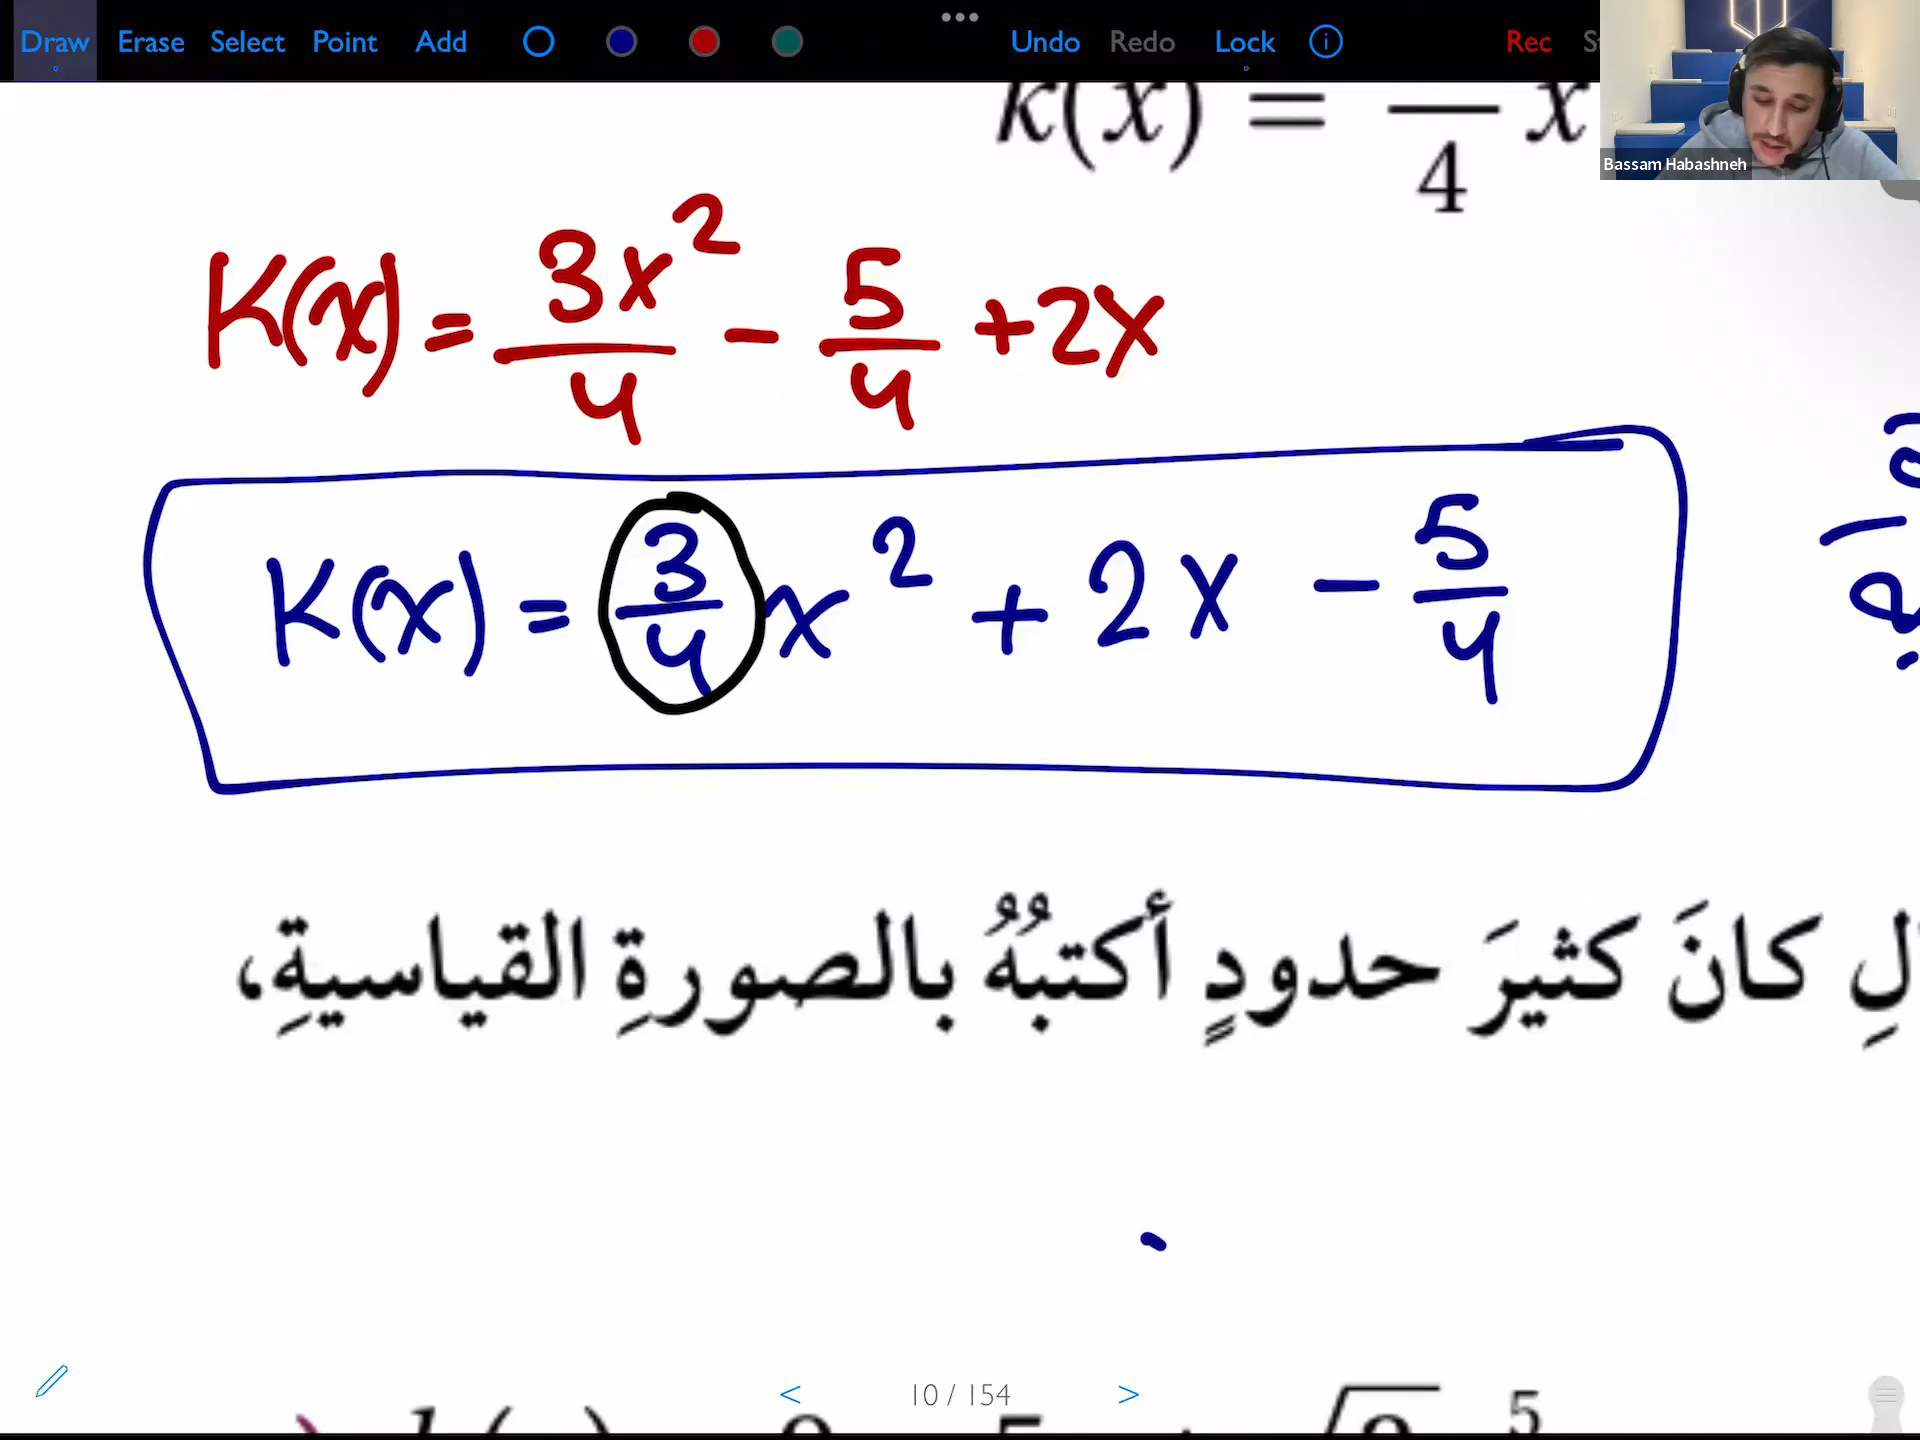 Draw Erase Select Point Add Undo Redo Lock Rec
Bassam Habashneh
k(x) = — x
4
K(x) = 3x²/4 - 5/4 + 2x
K(x) = 3/4 x² + 2x - 5/4
كانَ كثيرَ حدودٍ أكتبُهُ بالصورةِ القياسيةِ،
< 10 / 154 >